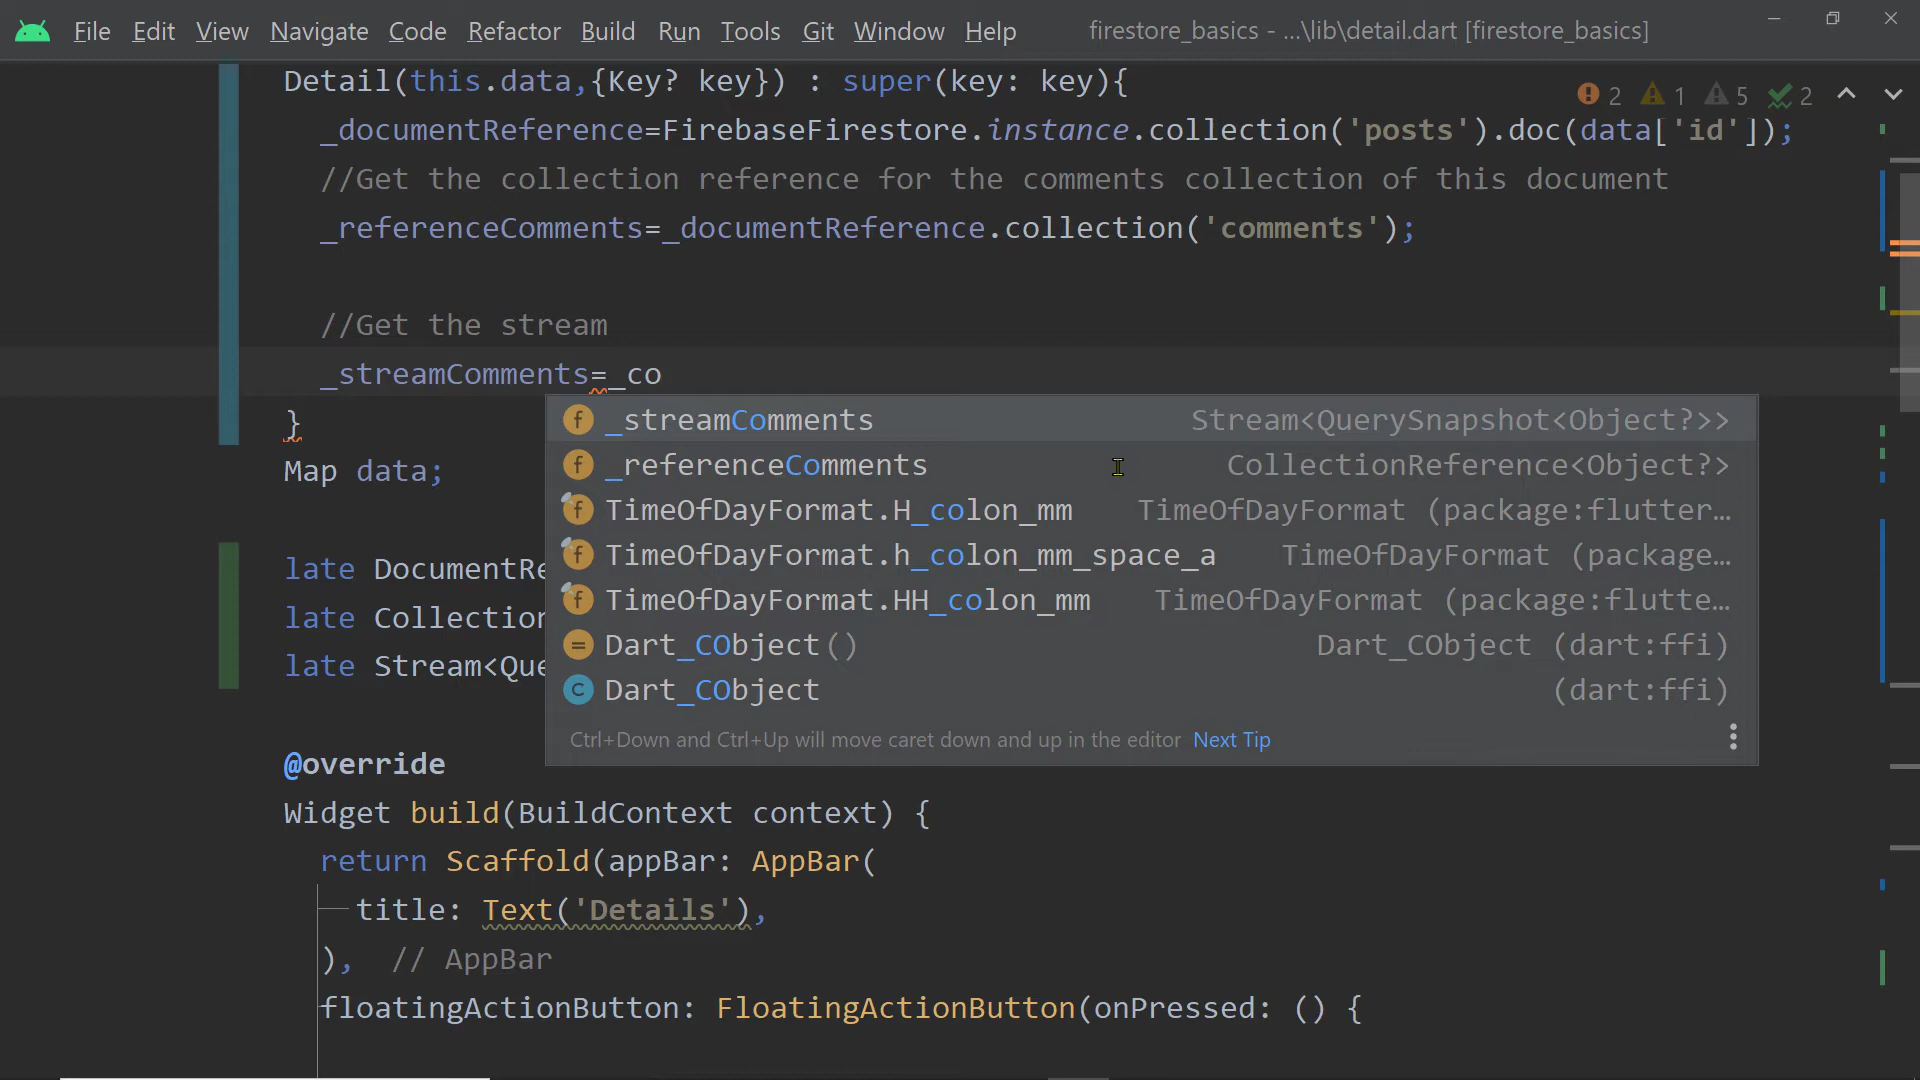 File Edit View Navigate Code Refactor Build Run Tools Git Window Help firestore_basics - ...\lib\detail.dart [firestore_basics]
Detail(this.data,{Key? key}) : super(key: key){
2 1 5 2
_documentReference=FirebaseFirestore.instance.collection('posts').doc(data['id']);
//Get the collection reference for the comments collection of this document
_referenceComments=_documentReference.collection('comments');
//Get the stream
_streamComments=_co
}
_streamComments Stream<QuerySnapshot<Object?>>
_referenceComments CollectionReference<Object?>
TimeOfDayFormat.H_colon_mm TimeOfDayFormat (package:flutter…
TimeOfDayFormat.h_colon_mm_space_a TimeOfDayFormat (package…
TimeOfDayFormat.HH_colon_mm TimeOfDayFormat (package:flutte…
Dart_CObject() Dart_CObject (dart:ffi)
Dart_CObject (dart:ffi)
Ctrl+Down and Ctrl+Up will move caret down and up in the editor Next Tip
Map data;
late DocumentRe
late Collection
late Stream<Que
@override
Widget build(BuildContext context) {
return Scaffold(appBar: AppBar(
title: Text('Details'),
), // AppBar
floatingActionButton: FloatingActionButton(onPressed: () {